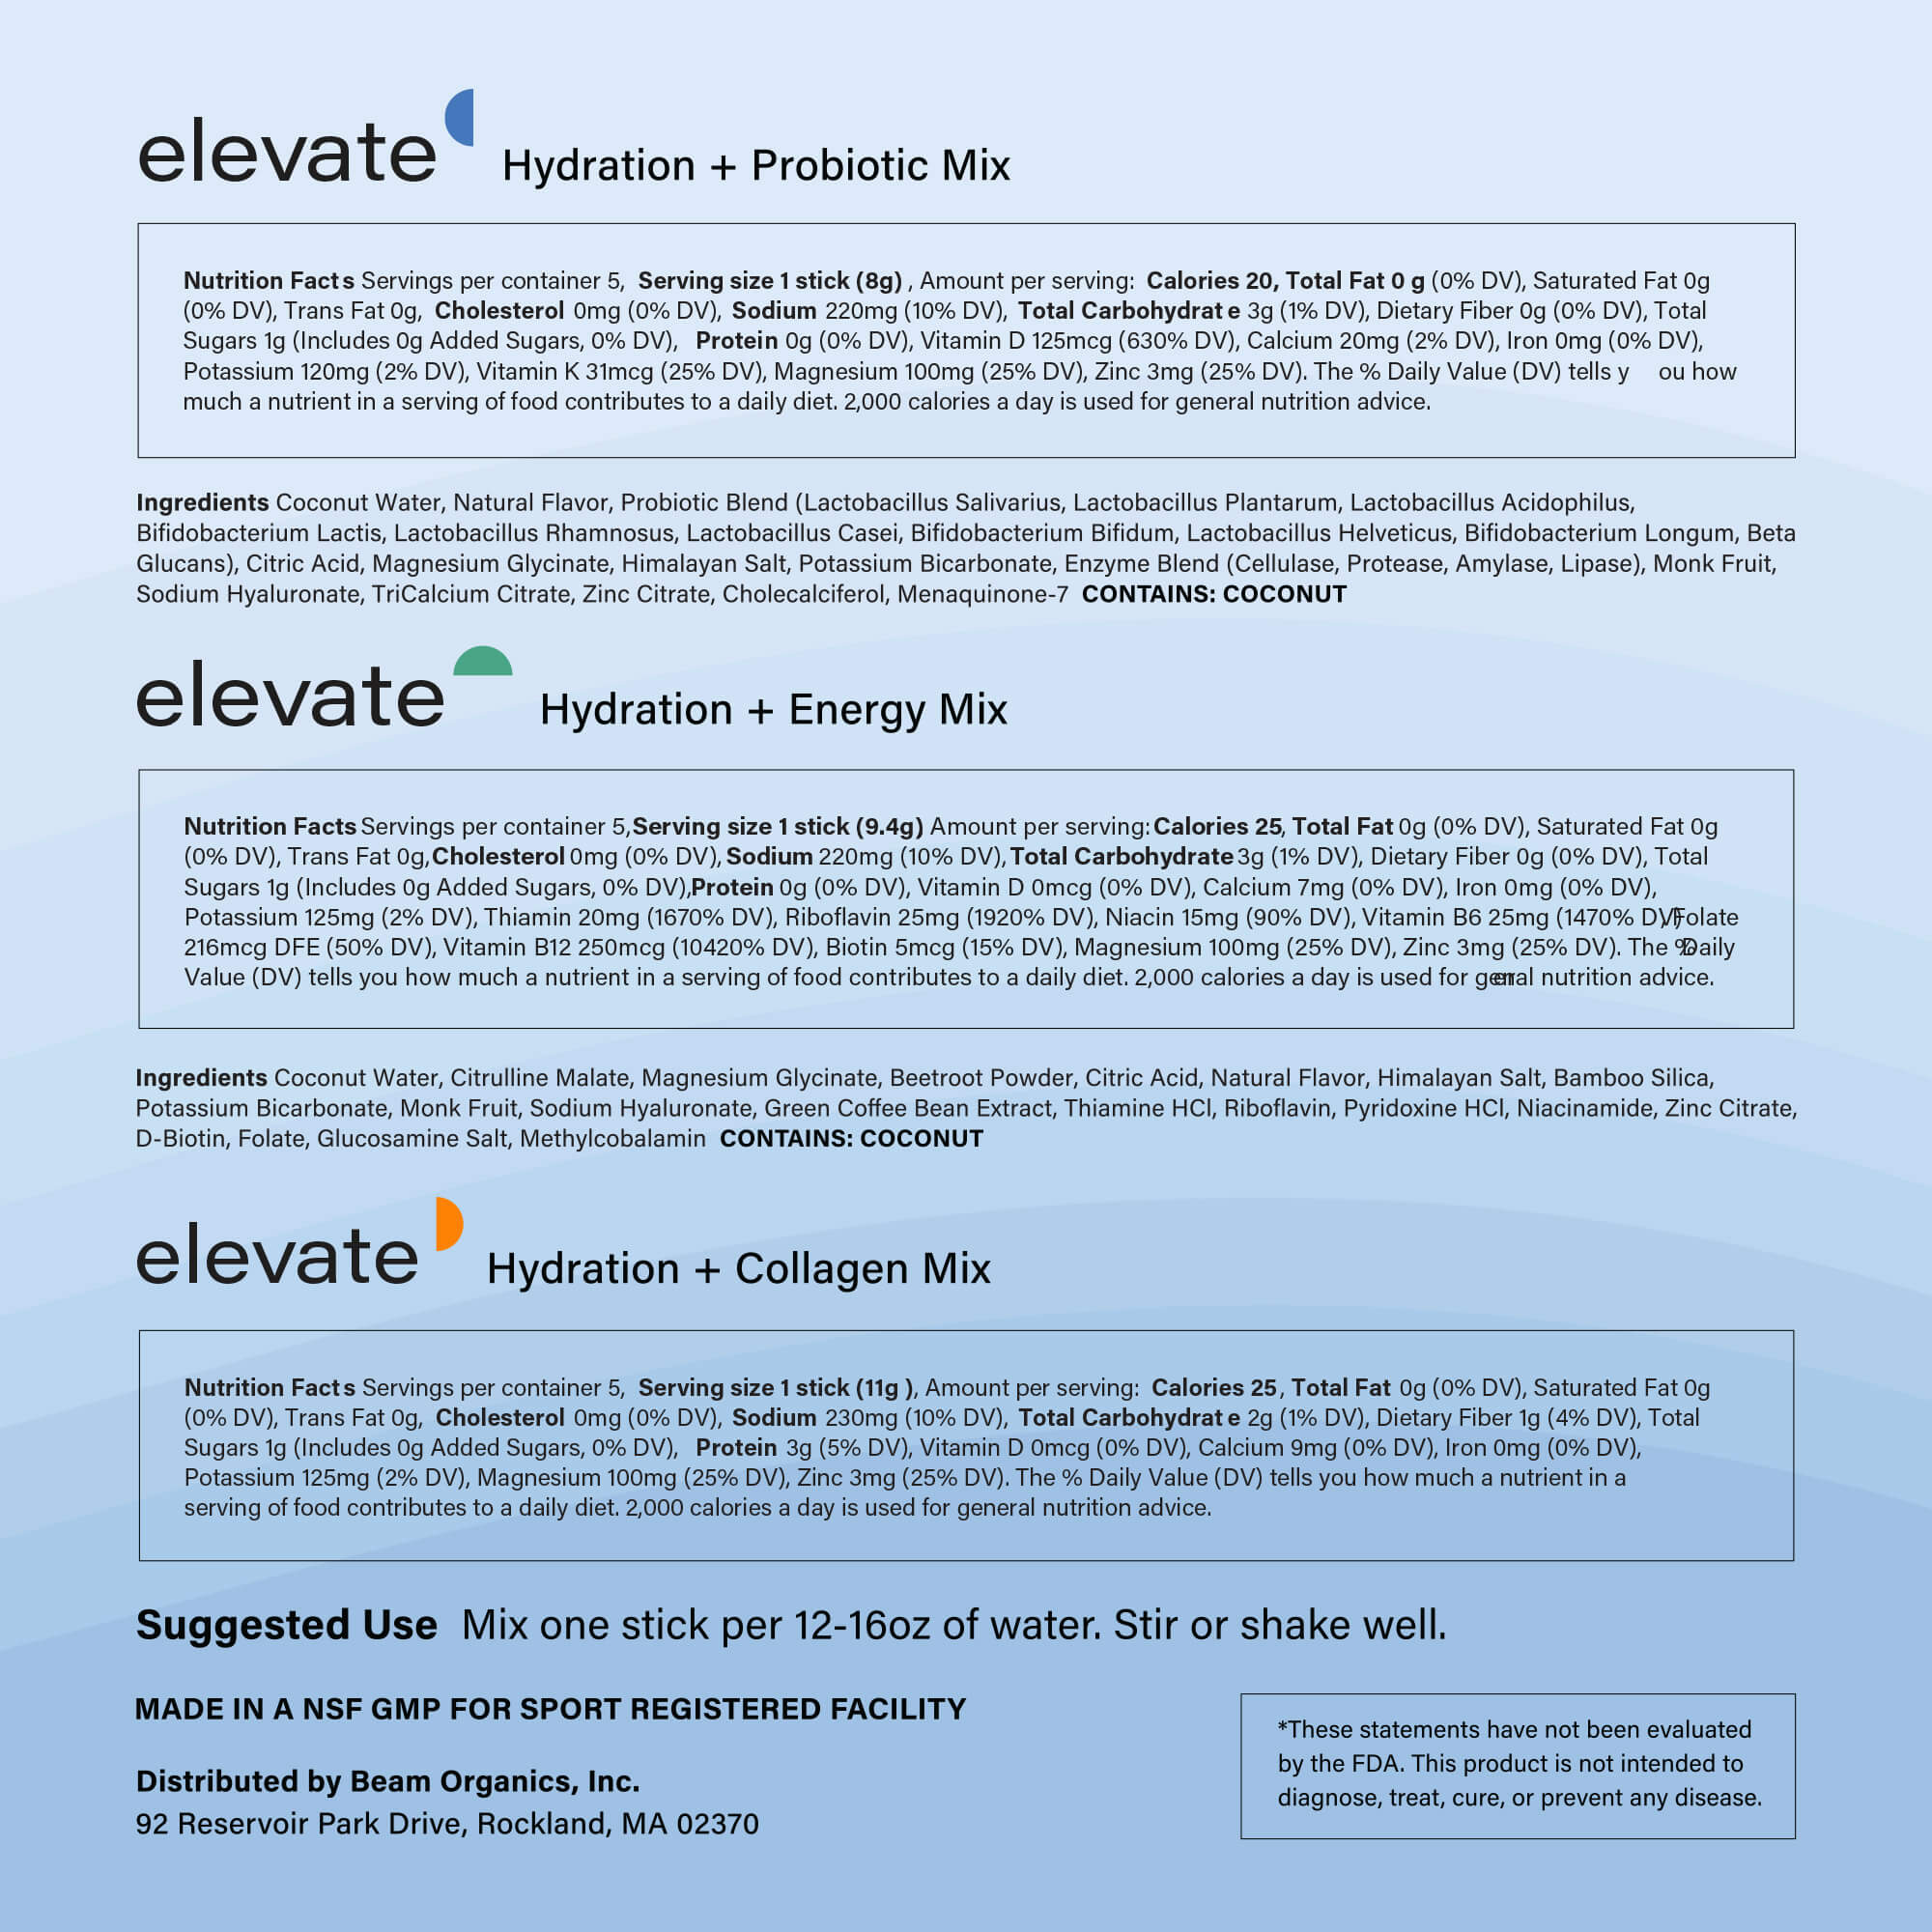 elevate Hydration + Probiotic Mix
Nutrition Facts Servings per container 5, Serving size 1 stick (8g) , Amount per serving: Calories 20, Total Fat 0 g (0% DV), Saturated Fat 0g
(0% DV), Trans Fat 0g, Cholesterol 0mg (0% DV), Sodium 220mg (10% DV), Total Carbohydrate 3g (1% DV), Dietary Fiber 0g (0% DV), Total
Sugars 1g (Includes 0g Added Sugars, 0% DV), Protein 0g (0% DV), Vitamin D 125mcg (630% DV), Calcium 20mg (2% DV), Iron 0mg (0% DV),
Potassium 120mg (2% DV), Vitamin K 31mcg (25% DV), Magnesium 100mg (25% DV), Zinc 3mg (25% DV). The % Daily Value (DV) tells y ou how
much a nutrient in a serving of food contributes to a daily diet. 2,000 calories a day is used for general nutrition advice.
Ingredients Coconut Water, Natural Flavor, Probiotic Blend (Lactobacillus Salivarius, Lactobacillus Plantarum, Lactobacillus Acidophilus,
Bifidobacterium Lactis, Lactobacillus Rhamnosus, Lactobacillus Casei, Bifidobacterium Bifidum, Lactobacillus Helveticus, Bifidobacterium Longum, Beta
Glucans), Citric Acid, Magnesium Glycinate, Himalayan Salt, Potassium Bicarbonate, Enzyme Blend (Cellulase, Protease, Amylase, Lipase), Monk Fruit,
Sodium Hyaluronate, TriCalcium Citrate, Zinc Citrate, Cholecalciferol, Menaquinone-7 CONTAINS: COCONUT
elevate Hydration + Energy Mix
Nutrition Facts Servings per container 5, Serving size 1 stick (9.4g) Amount per serving: Calories 25, Total Fat 0g (0% DV), Saturated Fat 0g
(0% DV), Trans Fat 0g, Cholesterol 0mg (0% DV), Sodium 220mg (10% DV), Total Carbohydrate 3g (1% DV), Dietary Fiber 0g (0% DV), Total
Sugars 1g (Includes 0g Added Sugars, 0% DV), Protein 0g (0% DV), Vitamin D 0mcg (0% DV), Calcium 7mg (0% DV), Iron 0mg (0% DV),
Potassium 125mg (2% DV), Thiamin 20mg (1670% DV), Riboflavin 25mg (1920% DV), Niacin 15mg (90% DV), Vitamin B6 25mg (1470% DV), Folate
216mcg DFE (50% DV), Vitamin B12 250mcg (10420% DV), Biotin 5mcg (15% DV), Magnesium 100mg (25% DV), Zinc 3mg (25% DV). The % Daily
Value (DV) tells you how much a nutrient in a serving of food contributes to a daily diet. 2,000 calories a day is used for general nutrition advice.
Ingredients Coconut Water, Citrulline Malate, Magnesium Glycinate, Beetroot Powder, Citric Acid, Natural Flavor, Himalayan Salt, Bamboo Silica,
Potassium Bicarbonate, Monk Fruit, Sodium Hyaluronate, Green Coffee Bean Extract, Thiamine HCl, Riboflavin, Pyridoxine HCl, Niacinamide, Zinc Citrate,
D-Biotin, Folate, Glucosamine Salt, Methylcobalamin CONTAINS: COCONUT
elevate Hydration + Collagen Mix
Nutrition Facts Servings per container 5, Serving size 1 stick (11g ), Amount per serving: Calories 25, Total Fat 0g (0% DV), Saturated Fat 0g
(0% DV), Trans Fat 0g, Cholesterol 0mg (0% DV), Sodium 230mg (10% DV), Total Carbohydrate 2g (1% DV), Dietary Fiber 1g (4% DV), Total
Sugars 1g (Includes 0g Added Sugars, 0% DV), Protein 3g (5% DV), Vitamin D 0mcg (0% DV), Calcium 9mg (0% DV), Iron 0mg (0% DV),
Potassium 125mg (2% DV), Magnesium 100mg (25% DV), Zinc 3mg (25% DV). The % Daily Value (DV) tells you how much a nutrient in a
serving of food contributes to a daily diet. 2,000 calories a day is used for general nutrition advice.
Suggested Use Mix one stick per 12-16oz of water. Stir or shake well.
MADE IN A NSF GMP FOR SPORT REGISTERED FACILITY
Distributed by Beam Organics, Inc.
92 Reservoir Park Drive, Rockland, MA 02370
*These statements have not been evaluated
by the FDA. This product is not intended to
diagnose, treat, cure, or prevent any disease.